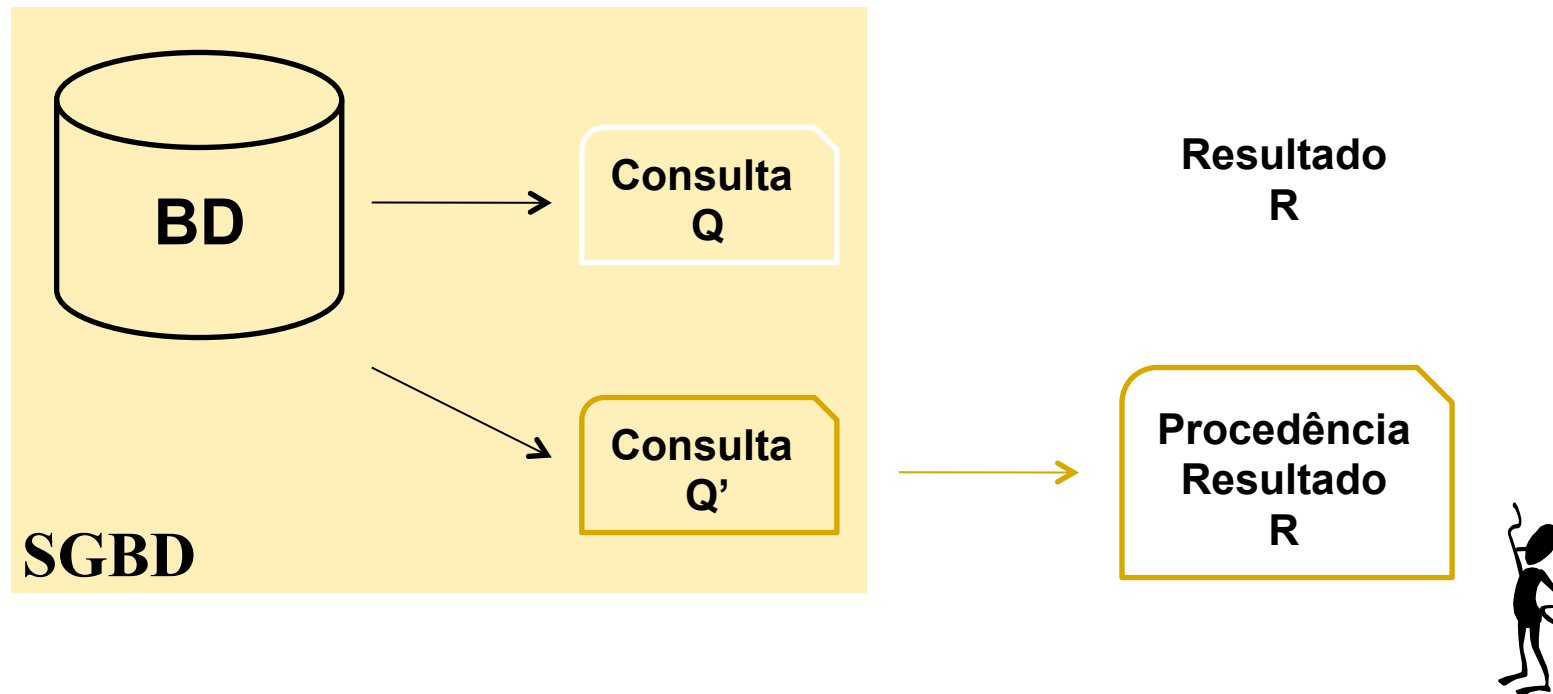 BD
Consulta
Q
Resultado
R
Consulta
Q’
Procedência
Resultado
R
SGBD